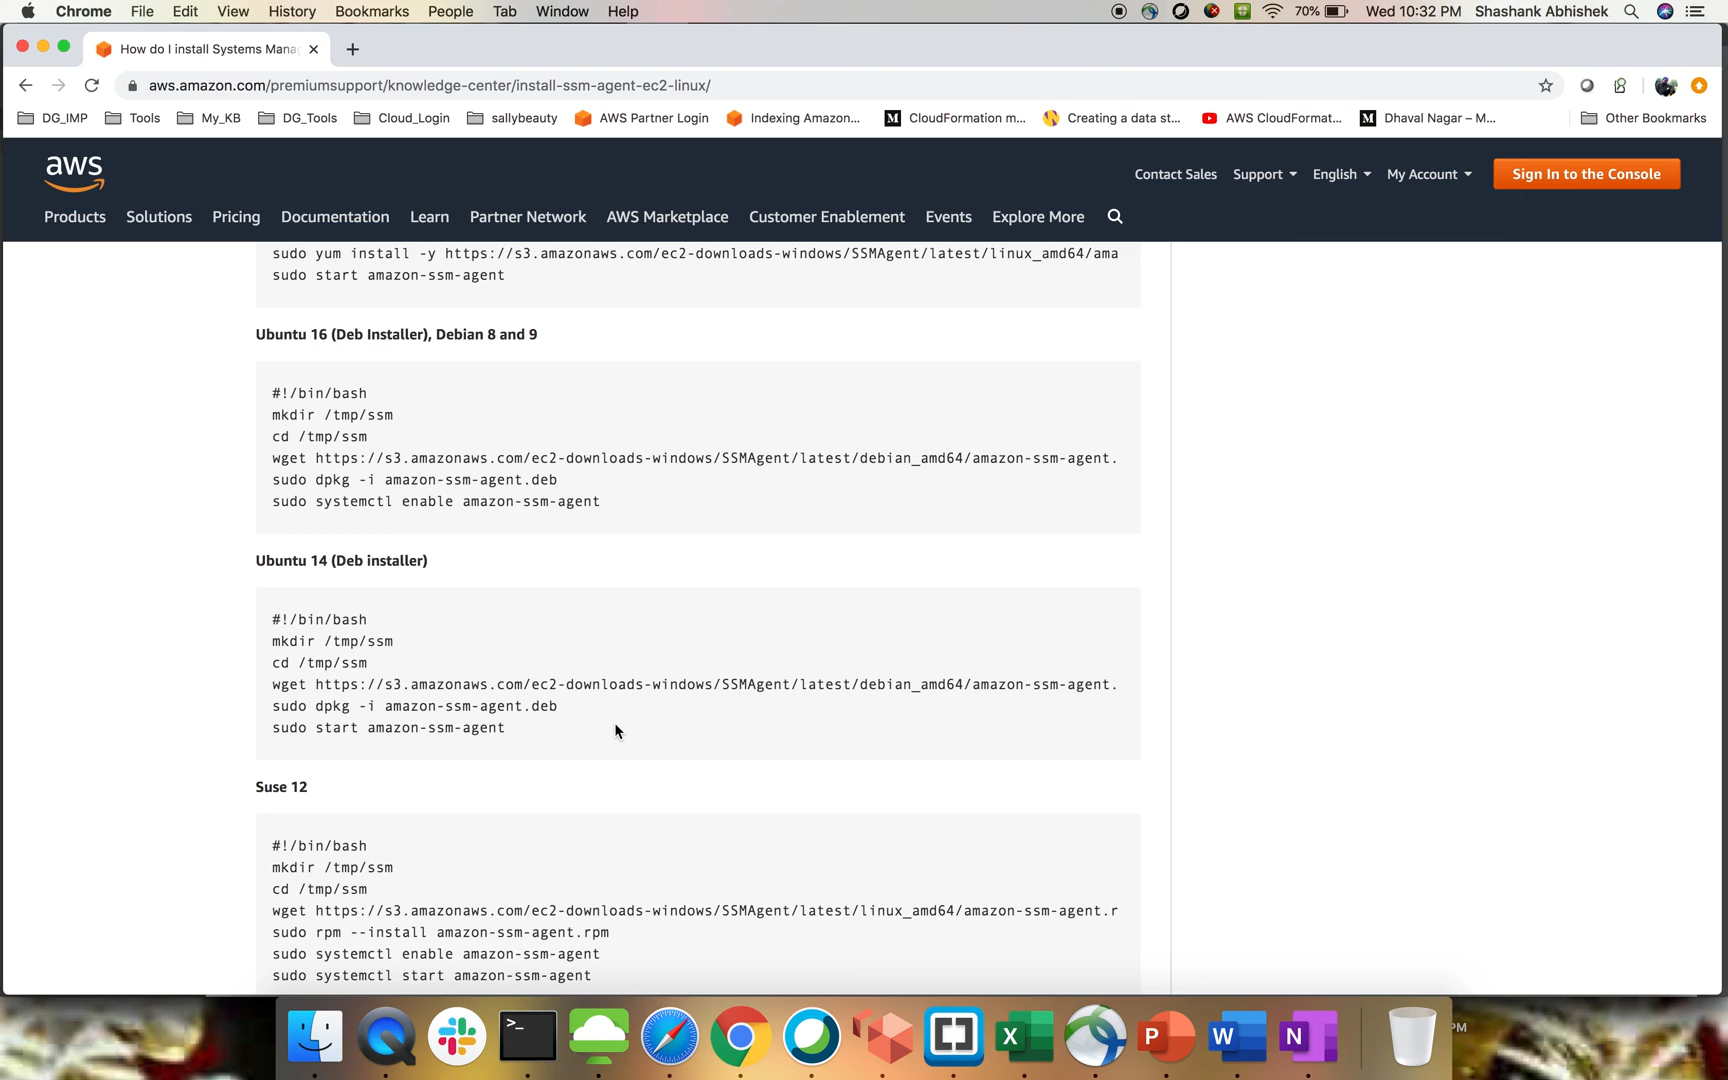 Chrome File Edit View History Bookmarks People Tab Window Help 70% Wed 10:32 PM Shashank Abhishek
How do I install Systems Mana
aws.amazon.com/premiumsupport/knowledge-center/install-ssm-agent-ec2-linux/
DG_IMP Tools My_KB DG_Tools Cloud_Login sallybeauty AWS Partner Login Indexing Amazon... M CloudFormation m... Creating a data st... AWS CloudFormat... M Dhaval Nagar – M... Other Bookmarks
aws
Contact Sales Support English My Account Sign In to the Console
Products Solutions Pricing Documentation Learn Partner Network AWS Marketplace Customer Enablement Events Explore More
sudo yum install -y https://s3.amazonaws.com/ec2-downloads-windows/SSMAgent/latest/linux_amd64/ama
sudo start amazon-ssm-agent
Ubuntu 16 (Deb Installer), Debian 8 and 9
#!/bin/bash
mkdir /tmp/ssm
cd /tmp/ssm
wget https://s3.amazonaws.com/ec2-downloads-windows/SSMAgent/latest/debian_amd64/amazon-ssm-agent.
sudo dpkg -i amazon-ssm-agent.deb
sudo systemctl enable amazon-ssm-agent
Ubuntu 14 (Deb installer)
#!/bin/bash
mkdir /tmp/ssm
cd /tmp/ssm
wget https://s3.amazonaws.com/ec2-downloads-windows/SSMAgent/latest/debian_amd64/amazon-ssm-agent.
sudo dpkg -i amazon-ssm-agent.deb
sudo start amazon-ssm-agent
Suse 12
#!/bin/bash
mkdir /tmp/ssm
cd /tmp/ssm
wget https://s3.amazonaws.com/ec2-downloads-windows/SSMAgent/latest/linux_amd64/amazon-ssm-agent.r
sudo rpm --install amazon-ssm-agent.rpm
sudo systemctl enable amazon-ssm-agent
sudo systemctl start amazon-ssm-agent
>_ X P W N PM